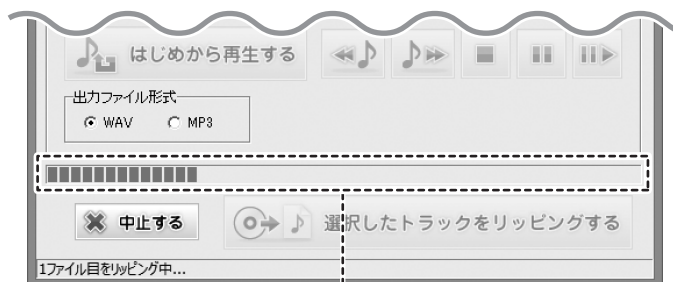 はじめから再生する
出力ファイル形式
WAV MP3
中止する 選択したトラックをリッピングする
1ファイル目をリッピング中...